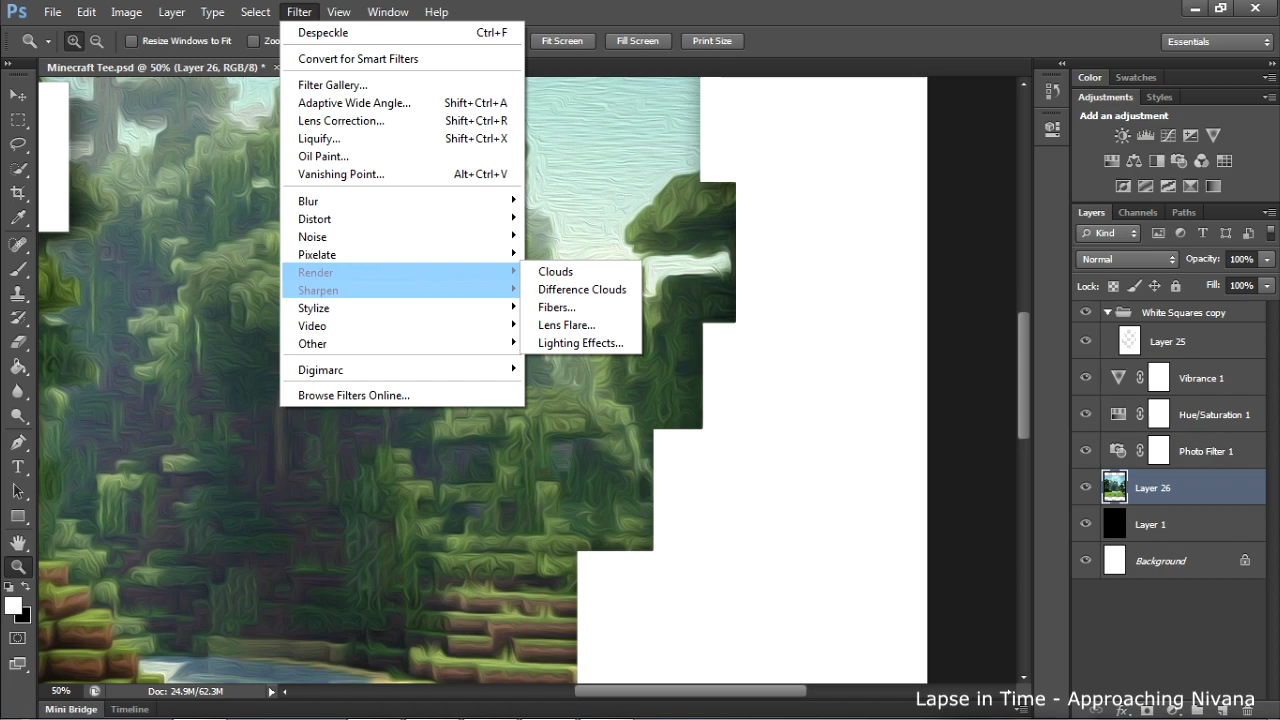 Ps File Edit Image Layer Type Select Filter View Window Help
Resize Windows to Fit Fit Screen Fill Screen Print Size Essentials
Minecraft Tee.psd @ 50% (Layer 26, RGB/8) * ×
Despeckle Ctrl+F
Convert for Smart Filters
Filter Gallery...
Adaptive Wide Angle... Shift+Ctrl+A
Lens Correction... Shift+Ctrl+R
Liquify... Shift+Ctrl+X
Oil Paint...
Vanishing Point... Alt+Ctrl+V
Blur
Distort
Noise
Pixelate
Render
Sharpen
Stylize
Video
Other
Digimarc
Browse Filters Online...
Clouds
Difference Clouds
Fibers...
Lens Flare...
Lighting Effects...
Color Swatches
Adjustments Styles
Add an adjustment
Layers Channels Paths
Kind
Normal Opacity: 100%
Lock: Fill: 100%
White Squares copy
Layer 25
Vibrance 1
Hue/Saturation 1
Photo Filter 1
Layer 26
Layer 1
Background
50% Doc: 24.9M/62.3M
Mini Bridge Timeline
Lapse in Time - Approaching Nivana